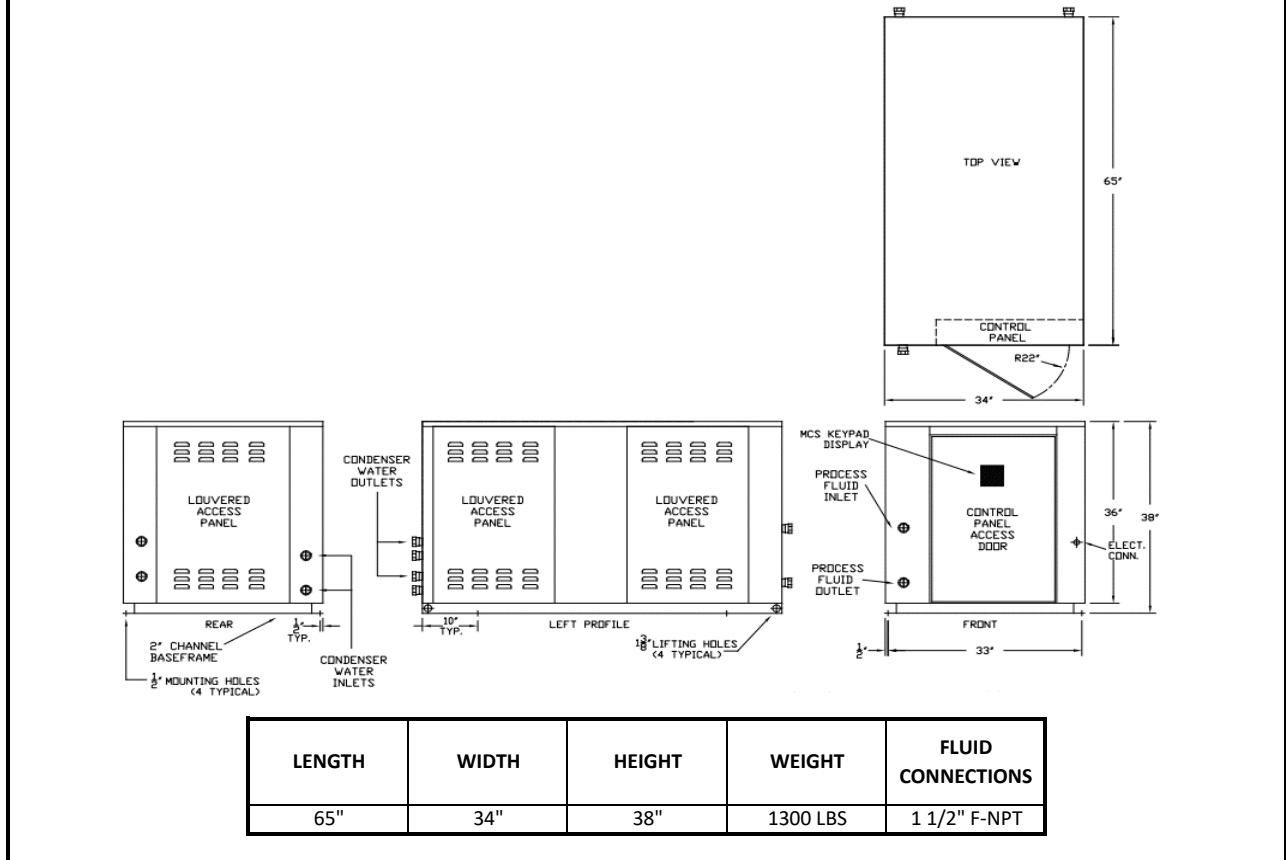 TOP VIEW
65"
CONTROL
PANEL
R22"
34"
LOUVERED
ACCESS
PANEL
REAR
1/2"
TYP.
2" CHANNEL
BASEFRAME
1/2" MOUNTING HOLES
(4 TYPICAL)
CONDENSER
WATER
INLETS
CONDENSER
WATER
OUTLETS
LOUVERED
ACCESS
PANEL
LOUVERED
ACCESS
PANEL
10"
TYP.
LEFT PROFILE
1 3/8" LIFTING HOLES
(4 TYPICAL)
MCS KEYPAD
DISPLAY
PROCESS
FLUID
INLET
PROCESS
FLUID
OUTLET
CONTROL
PANEL
ACCESS
DOOR
36"
38"
ELECT.
CONN.
FRONT
1/2"
33"
LENGTH WIDTH HEIGHT WEIGHT FLUID CONNECTIONS
65" 34" 38" 1300 LBS 1 1/2" F-NPT